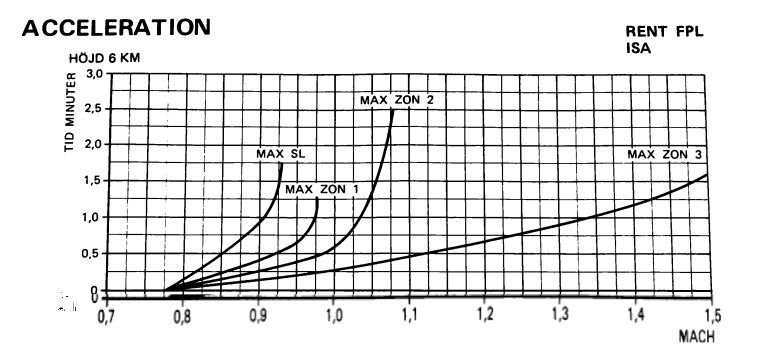 ACCELERATION
RENT FPL
ISA
HÖJD 6 KM
TID MINUTER
3,0
2,5
2,0
1,5
1,0
0,5
0
0
MAX ZON 2
MAX SL
MAX ZON 1
MAX ZON 3
0,7 0,8 0,9 1,0 1,1 1,2 1,3 1,4 1,5
MACH